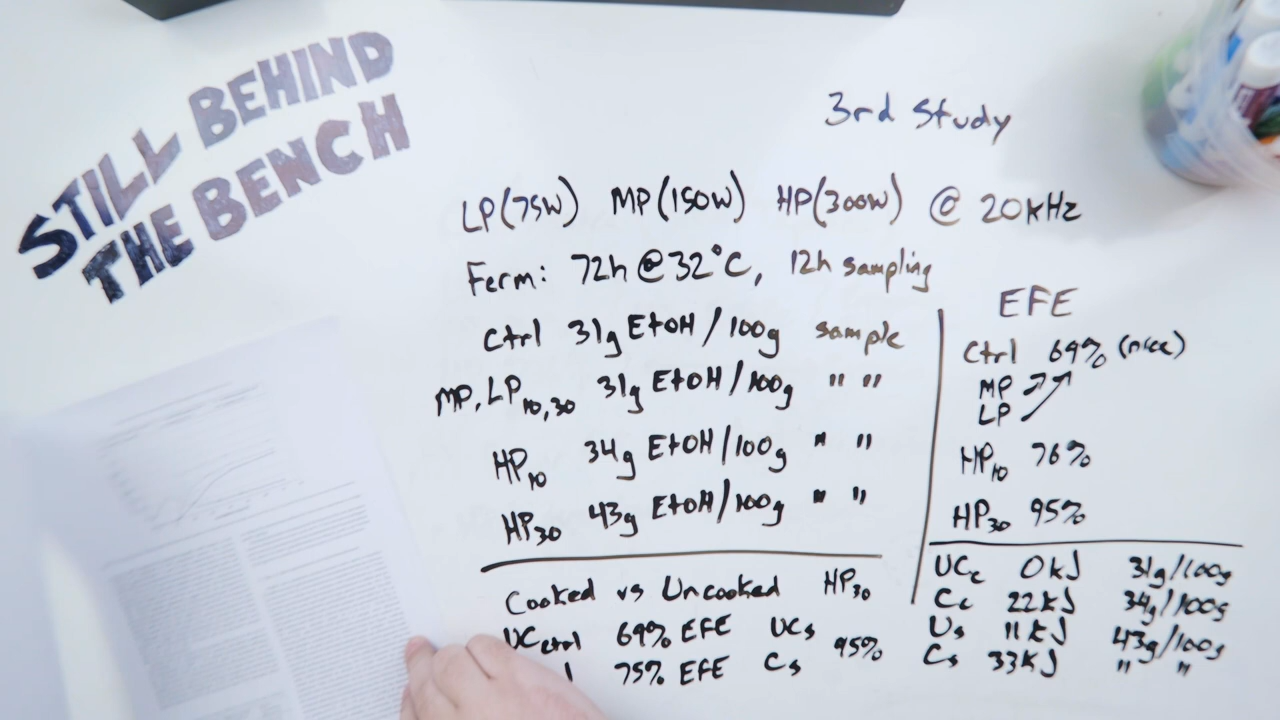 STILL BEHIND
THE BENCH
3rd Study
LP(75W) MP(150W) HP(300W) @ 20kHz
Ferm: 72h @ 32°C, 12h sampling
Ctrl 31g EtOH / 100g sample
MP, LP10,30 31g EtOH / 100g " "
HP10 34g EtOH / 100g " "
HP30 43g EtOH / 100g " "
EFE
Ctrl 69% (nice)
MP
LP
HP10 76%
HP30 95%
Cooked vs Uncooked HP30
UCctrl 69% EFE UCs 95%
75% EFE Cs
UCc 0kJ 31g/100g
Cc 22kJ 34g/100g
Us 11kJ 43g/100g
Cs 33kJ " "